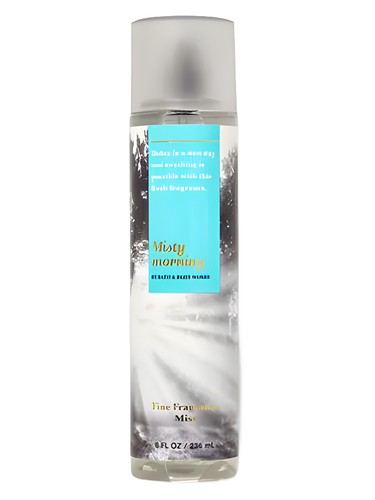 Today is a new day
and anything is
possible with this
fresh fragrance.
Misty
morning
BATH & BODY WORKS
Fine Fragrance
Mist
8 FL OZ / 236 mL